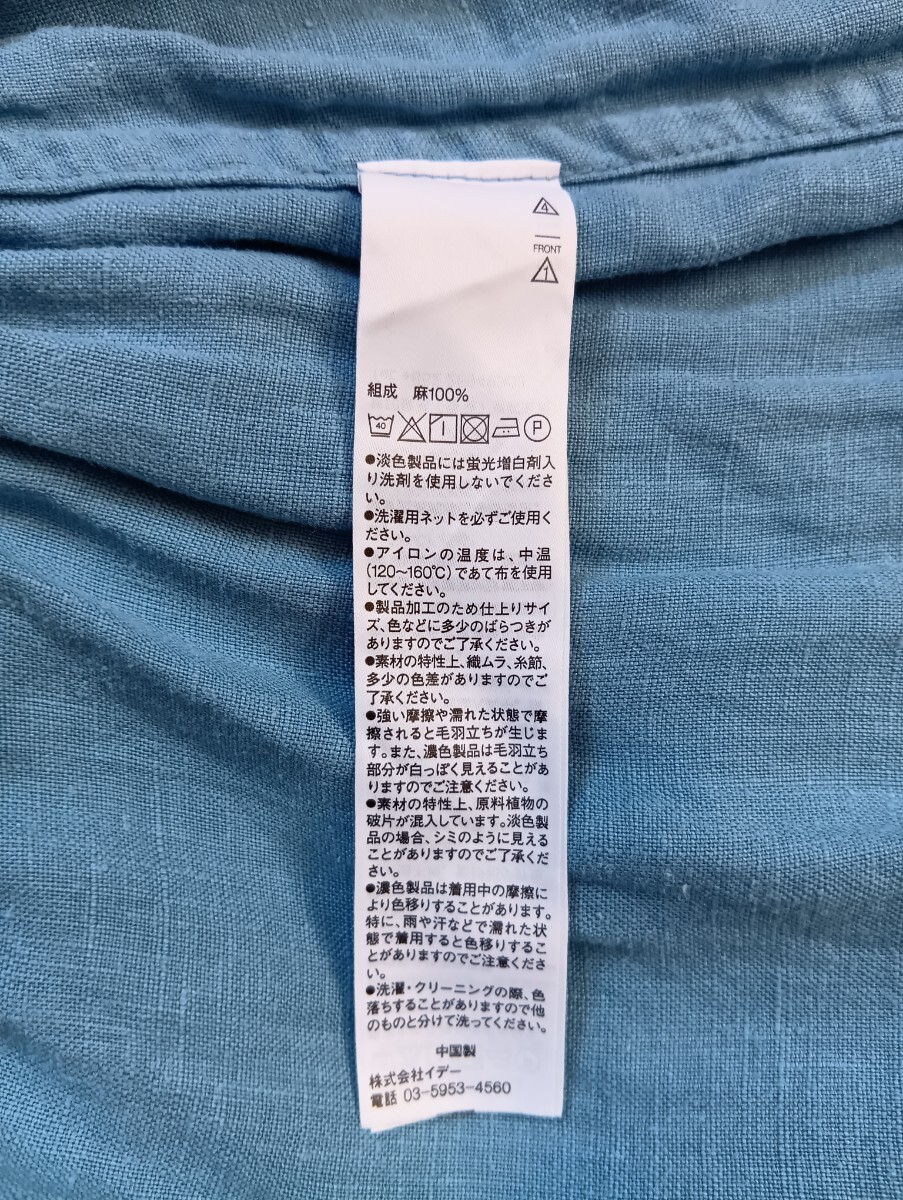 4
FRONT
1
組成 麻100%
40 P
●淡色製品には蛍光増白剤入
り洗剤を使用しないでくださ
い。
●洗濯用ネットを必ずご使用く
ださい。
●アイロンの温度は、中温
(120～160℃)であて布を使用
してください。
●製品加工のため仕上りサイ
ズ、色などに多少のばらつきが
ありますのでご了承ください。
●素材の特性上、織ムラ、糸節、
多少の色差がありますのでご
了承ください。
●強い摩擦や濡れた状態で摩
擦されると毛羽立ちが生じま
す。また、濃色製品は毛羽立ち
部分が白っぽく見えることがあ
りますのでご注意ください。
●素材の特性上、原料植物の
破片が混入しています。淡色製
品の場合、シミのように見える
ことがありますのでご了承くだ
さい。
●濃色製品は着用中の摩擦に
より色移りすることがあります。
特に、雨や汗などで濡れた状
態で着用すると色移りするこ
とがありますのでご注意くださ
い。
●洗濯・クリーニングの際、色
落ちすることがありますので他
のものと分けて洗ってください。
中国製
株式会社イデー
電話 03-5953-4560